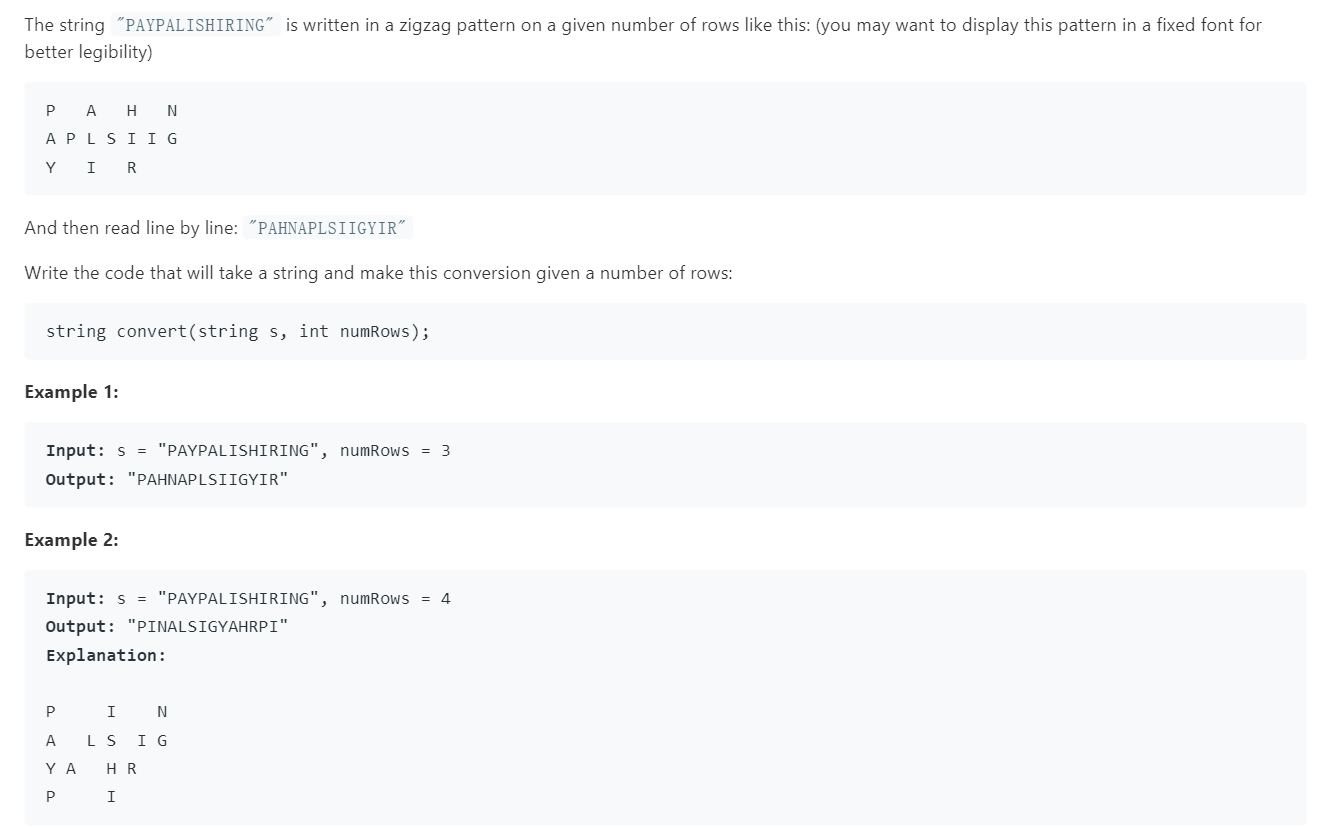 The string "PAYPALISHIRING" is written in a zigzag pattern on a given number of rows like this: (you may want to display this pattern in a fixed font for
better legibility)
P   A   H   N
A P L S I I G
Y   I   R
And then read line by line: "PAHNAPLSIIGYIR"
Write the code that will take a string and make this conversion given a number of rows:
string convert(string s, int numRows);
Example 1:
Input: s = "PAYPALISHIRING", numRows = 3
Output: "PAHNAPLSIIGYIR"
Example 2:
Input: s = "PAYPALISHIRING", numRows = 4
Output: "PINALSIGYAHRPI"
Explanation:
P     I    N
A   L S  I G
Y A   H R
P     I